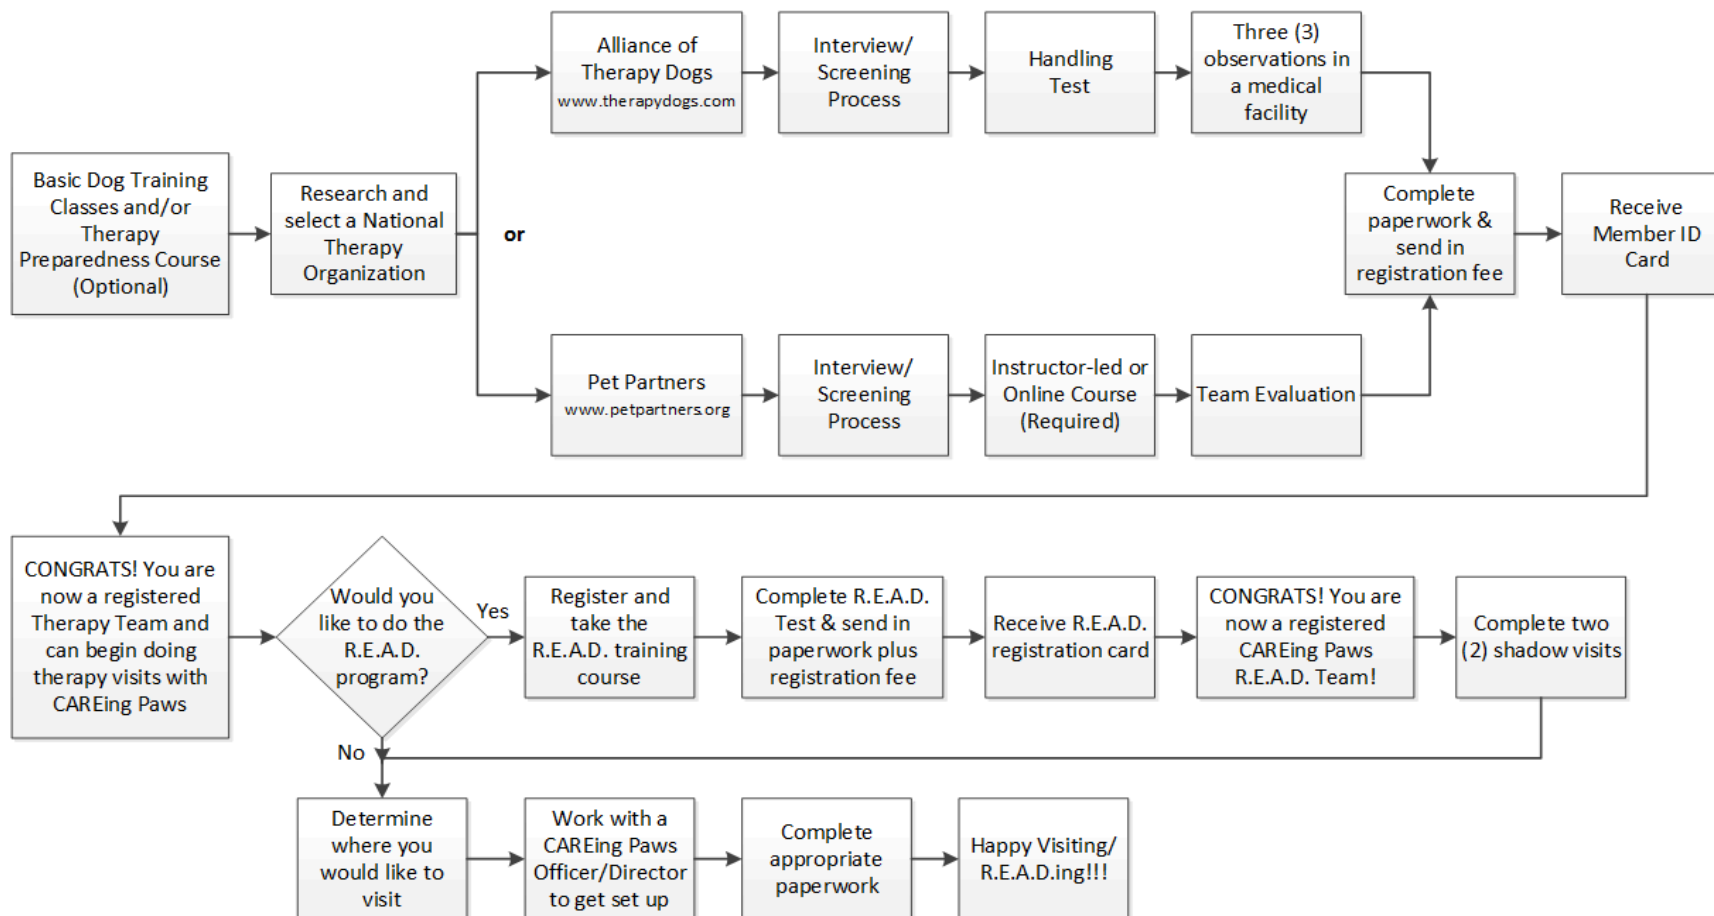 Basic Dog Training
Classes and/or
Therapy
Preparedness Course
(Optional)
Research and
select a National
Therapy
Organization
or
Alliance of
Therapy Dogs
www.therapydogs.com
Interview/
Screening
Process
Handling
Test
Three (3)
observations in
a medical
facility
Pet Partners
www.petpartners.org
Interview/
Screening
Process
Instructor-led or
Online Course
(Required)
Team Evaluation
Complete
paperwork &
send in
registration fee
Receive
Member ID
Card
CONGRATS! You are
now a registered
Therapy Team and
can begin doing
therapy visits with
CAREing Paws
Would you
like to do the
R.E.A.D.
program?
Yes
Register and
take the
R.E.A.D. training
course
Complete R.E.A.D.
Test & send in
paperwork plus
registration fee
Receive R.E.A.D.
registration card
CONGRATS! You are
now a registered
CAREing Paws
R.E.A.D. Team!
Complete two
(2) shadow visits
No
Determine
where you
would like to
visit
Work with a
CAREing Paws
Officer/Director
to get set up
Complete
appropriate
paperwork
Happy Visiting/
R.E.A.D.ing!!!